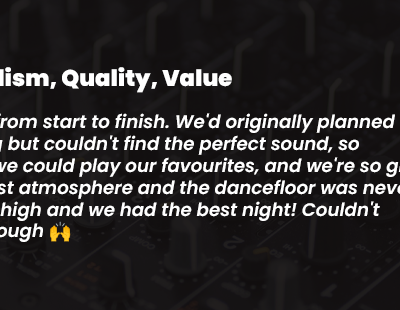 lism, Quality, Value
rom start to finish. We'd originally planned
but couldn't find the perfect sound, so
we could play our favourites, and we're so g
st atmosphere and the dancefloor was neve
high and we had the best night! Couldn't
ough 🙌